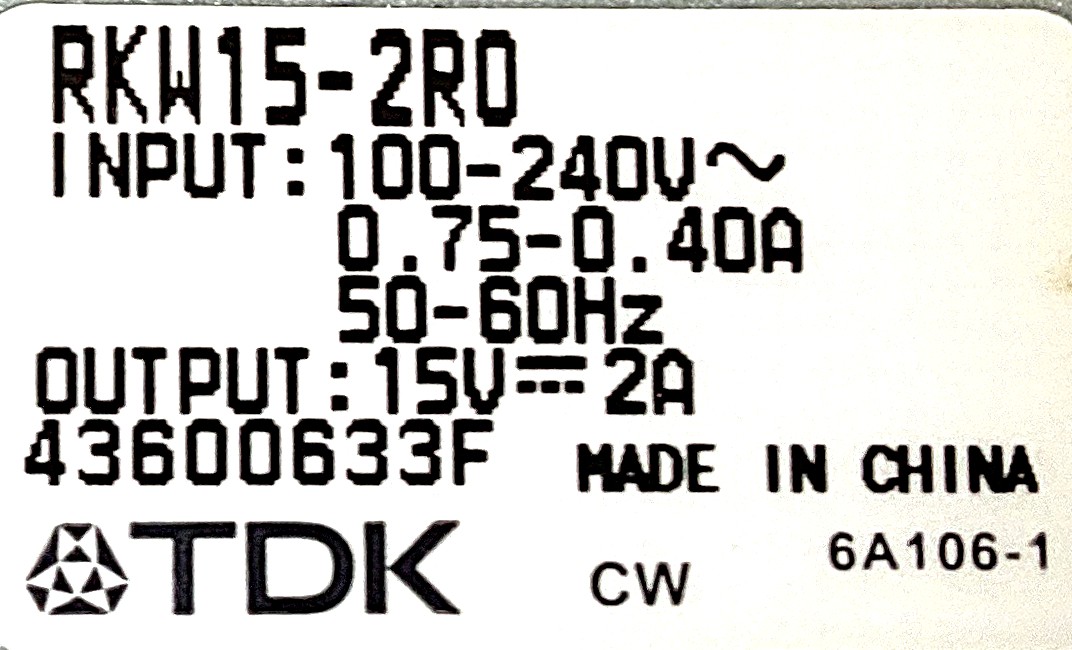 RKW15-2R0
INPUT:100-240V~
0.75-0.40A
50-60Hz
OUTPUT:15V⎓2A
43600633F
MADE IN CHINA
TDK
CW
6A106-1